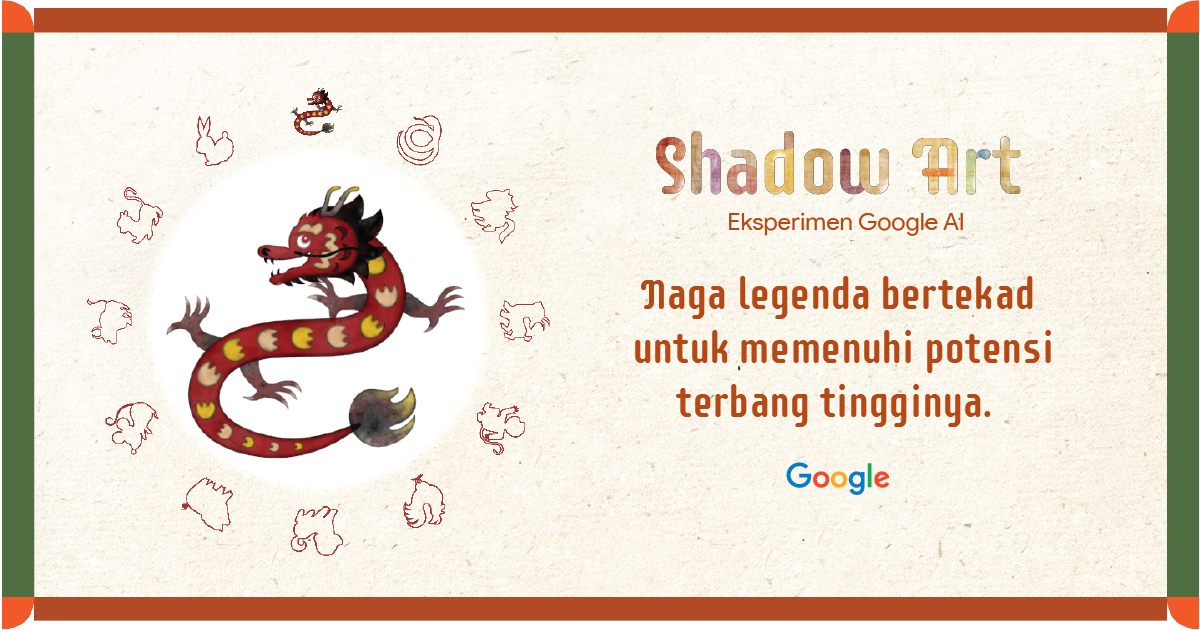 Shadow Art
Eksperimen Google AI
Naga legenda bertekad
untuk memenuhi potensi
terbang tingginya.
Google